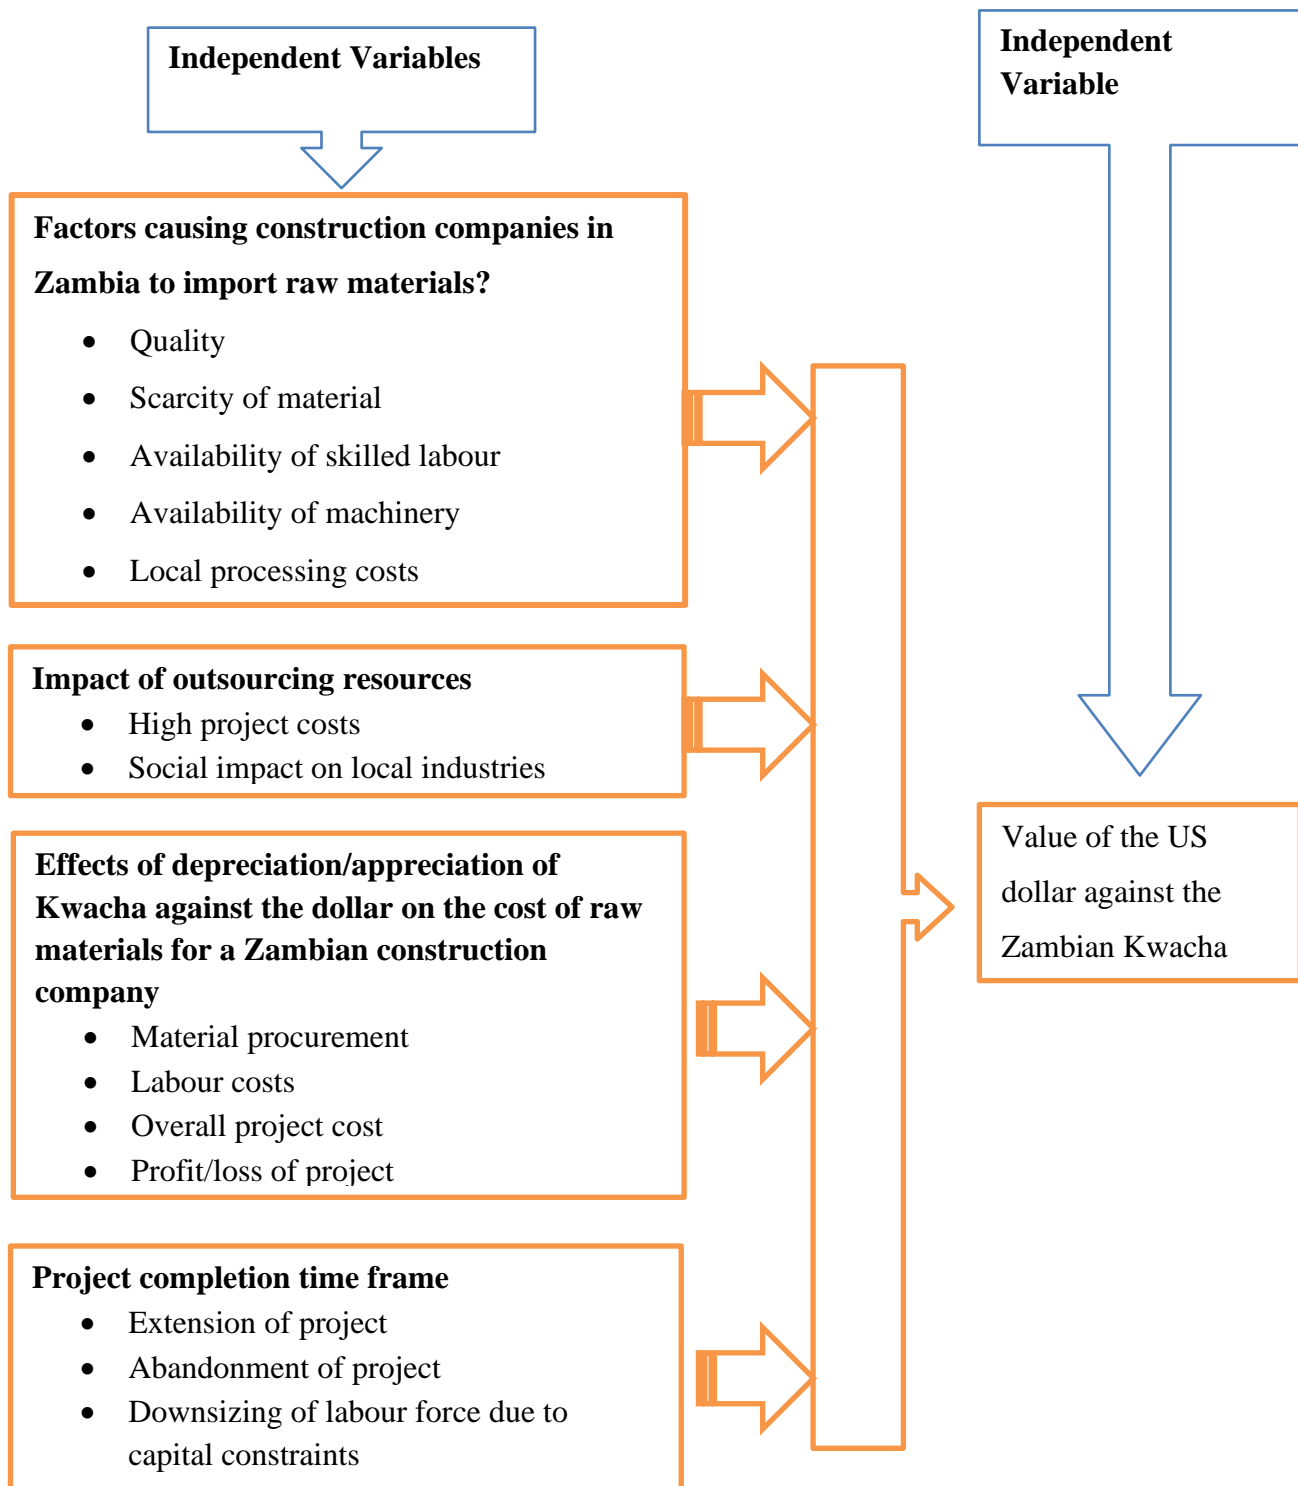 Independent Variables
Independent
Variable
Factors causing construction companies in
Zambia to import raw materials?
• Quality
• Scarcity of material
• Availability of skilled labour
• Availability of machinery
• Local processing costs
Impact of outsourcing resources
• High project costs
• Social impact on local industries
Effects of depreciation/appreciation of
Kwacha against the dollar on the cost of raw
materials for a Zambian construction
company
• Material procurement
• Labour costs
• Overall project cost
• Profit/loss of project
Project completion time frame
• Extension of project
• Abandonment of project
• Downsizing of labour force due to
capital constraints
Value of the US
dollar against the
Zambian Kwacha